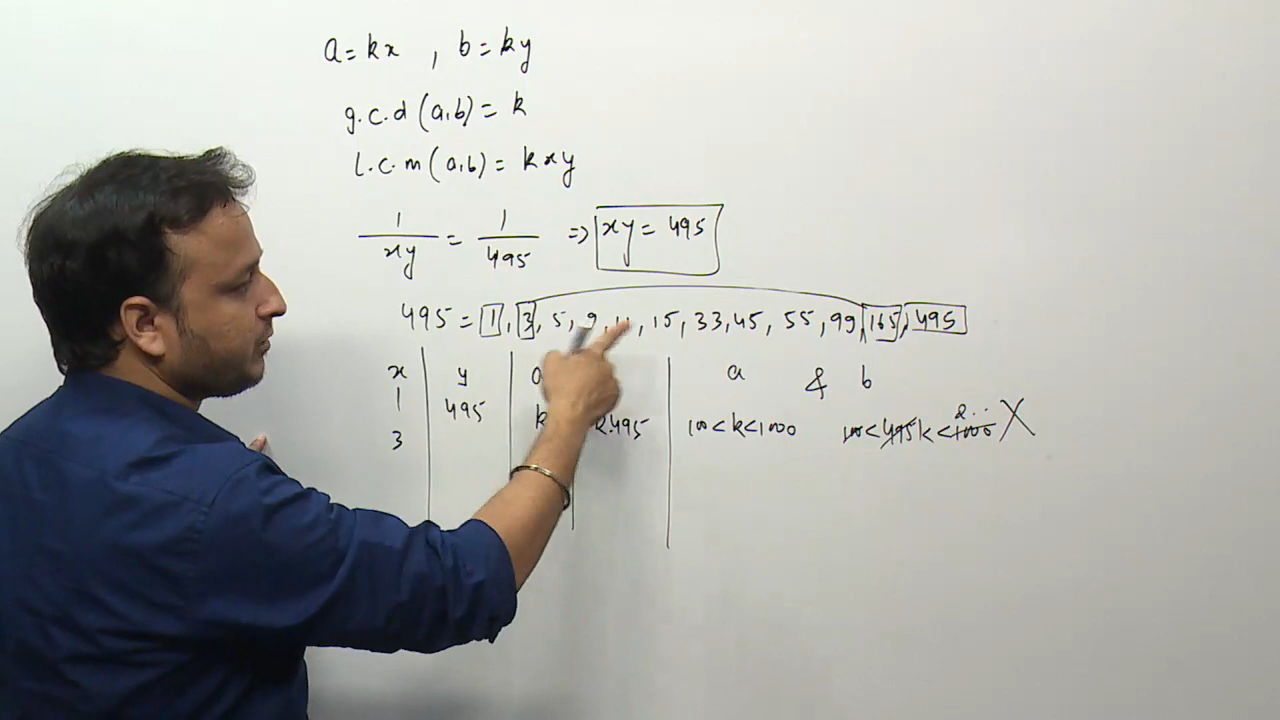 a = kx , b = ky
g.c.d (a,b) = k
l.c.m (a,b) = kxy
1/xy = 1/495 ⇒ xy = 495
495 = 1, 3, 5, 9, 11, 15, 33, 45, 55, 99, 165, 495
x y a & b
1 495 k.495 100<k<1000 100<495k<1000 X
3